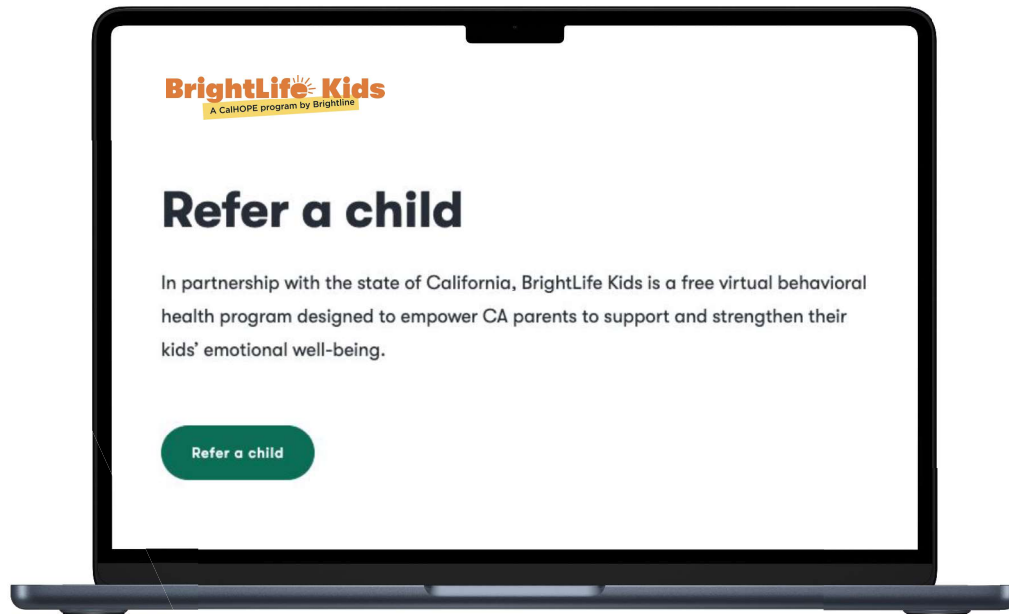 BrightLife Kids
A CalHOPE program by Brightline
Refer a child
In partnership with the state of California, BrightLife Kids is a free virtual behavioral
health program designed to empower CA parents to support and strengthen their
kids’ emotional well-being.
Refer a child